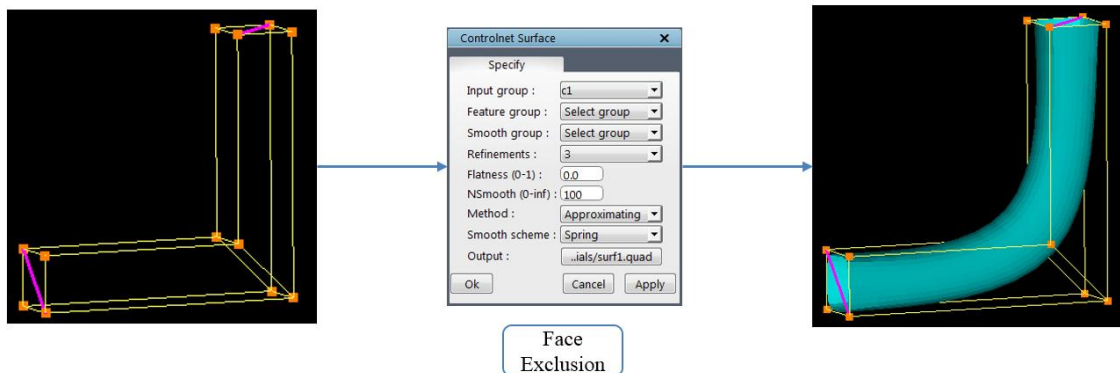 Controlnet Surface
Specify
Input group : c1
Feature group : Select group
Smooth group : Select group
Refinements : 3
Flatness (0-1) : 0.0
NSmooth (0-inf) : 100
Method : Approximating
Smooth scheme : Spring
Output : ..ials/surf1.quad
Ok Cancel Apply
Face
Exclusion